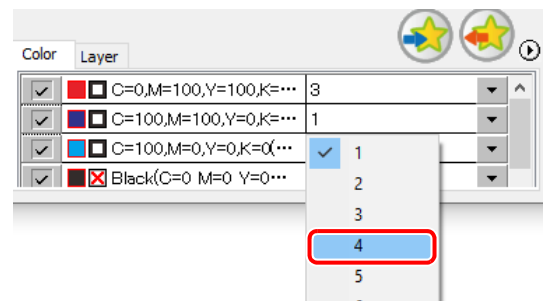 Color Layer
C=0,M=100,Y=100,K=··· 3
C=100,M=100,Y=0,K=··· 1
C=100,M=0,Y=0,K=0(···
Black(C=0 M=0 Y=0···
1
2
3
4
5